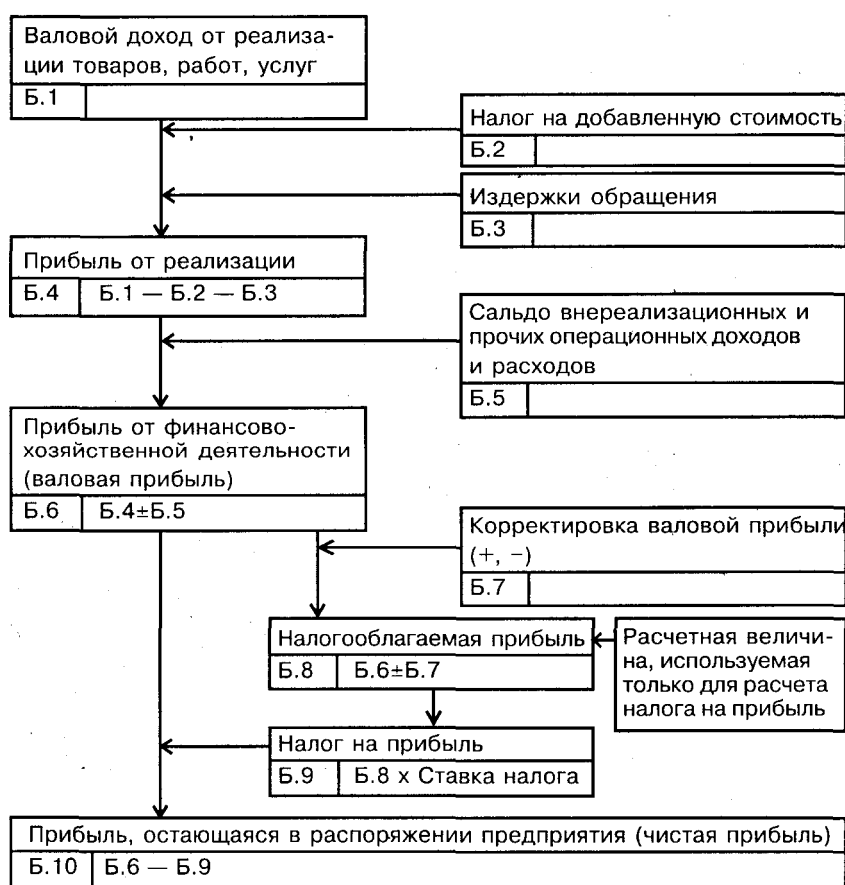 Валовой доход от реализа-
ции товаров, работ, услуг
Б.1
Налог на добавленную стоимость
Б.2
Издержки обращения
Б.3
Прибыль от реализации
Б.4 Б.1 — Б.2 — Б.3
Сальдо внереализационных и
прочих операционных доходов
и расходов
Б.5
Прибыль от финансово-
хозяйственной деятельности
(валовая прибыль)
Б.6 Б.4±Б.5
Корректировка валовой прибыли
(+, −)
Б.7
Налогооблагаемая прибыль
Б.8 Б.6±Б.7
Расчетная величи-
на, используемая
только для расчета
налога на прибыль
Налог на прибыль
Б.9 Б.8 х Ставка налога
Прибыль, остающаяся в распоряжении предприятия (чистая прибыль)
Б.10 Б.6 — Б.9